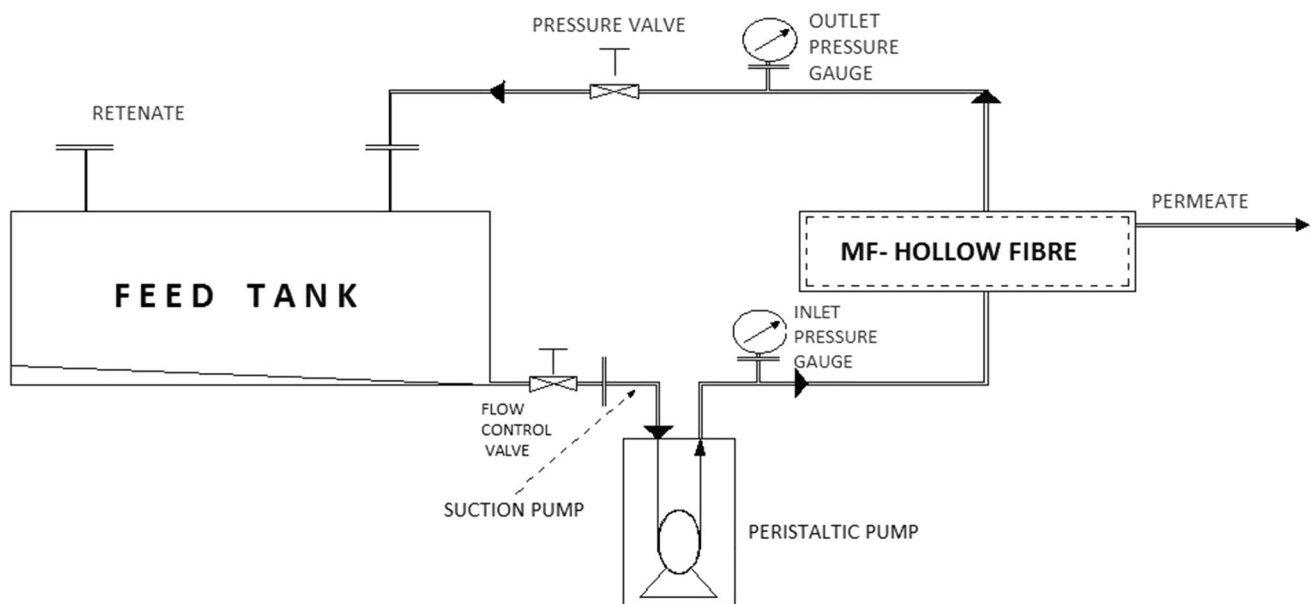 PRESSURE VALVE
OUTLET
PRESSURE
GAUGE
RETENATE
PERMEATE
MF- HOLLOW FIBRE
FEED TANK
INLET
PRESSURE
GAUGE
FLOW
CONTROL
VALVE
SUCTION PUMP
PERISTALTIC PUMP